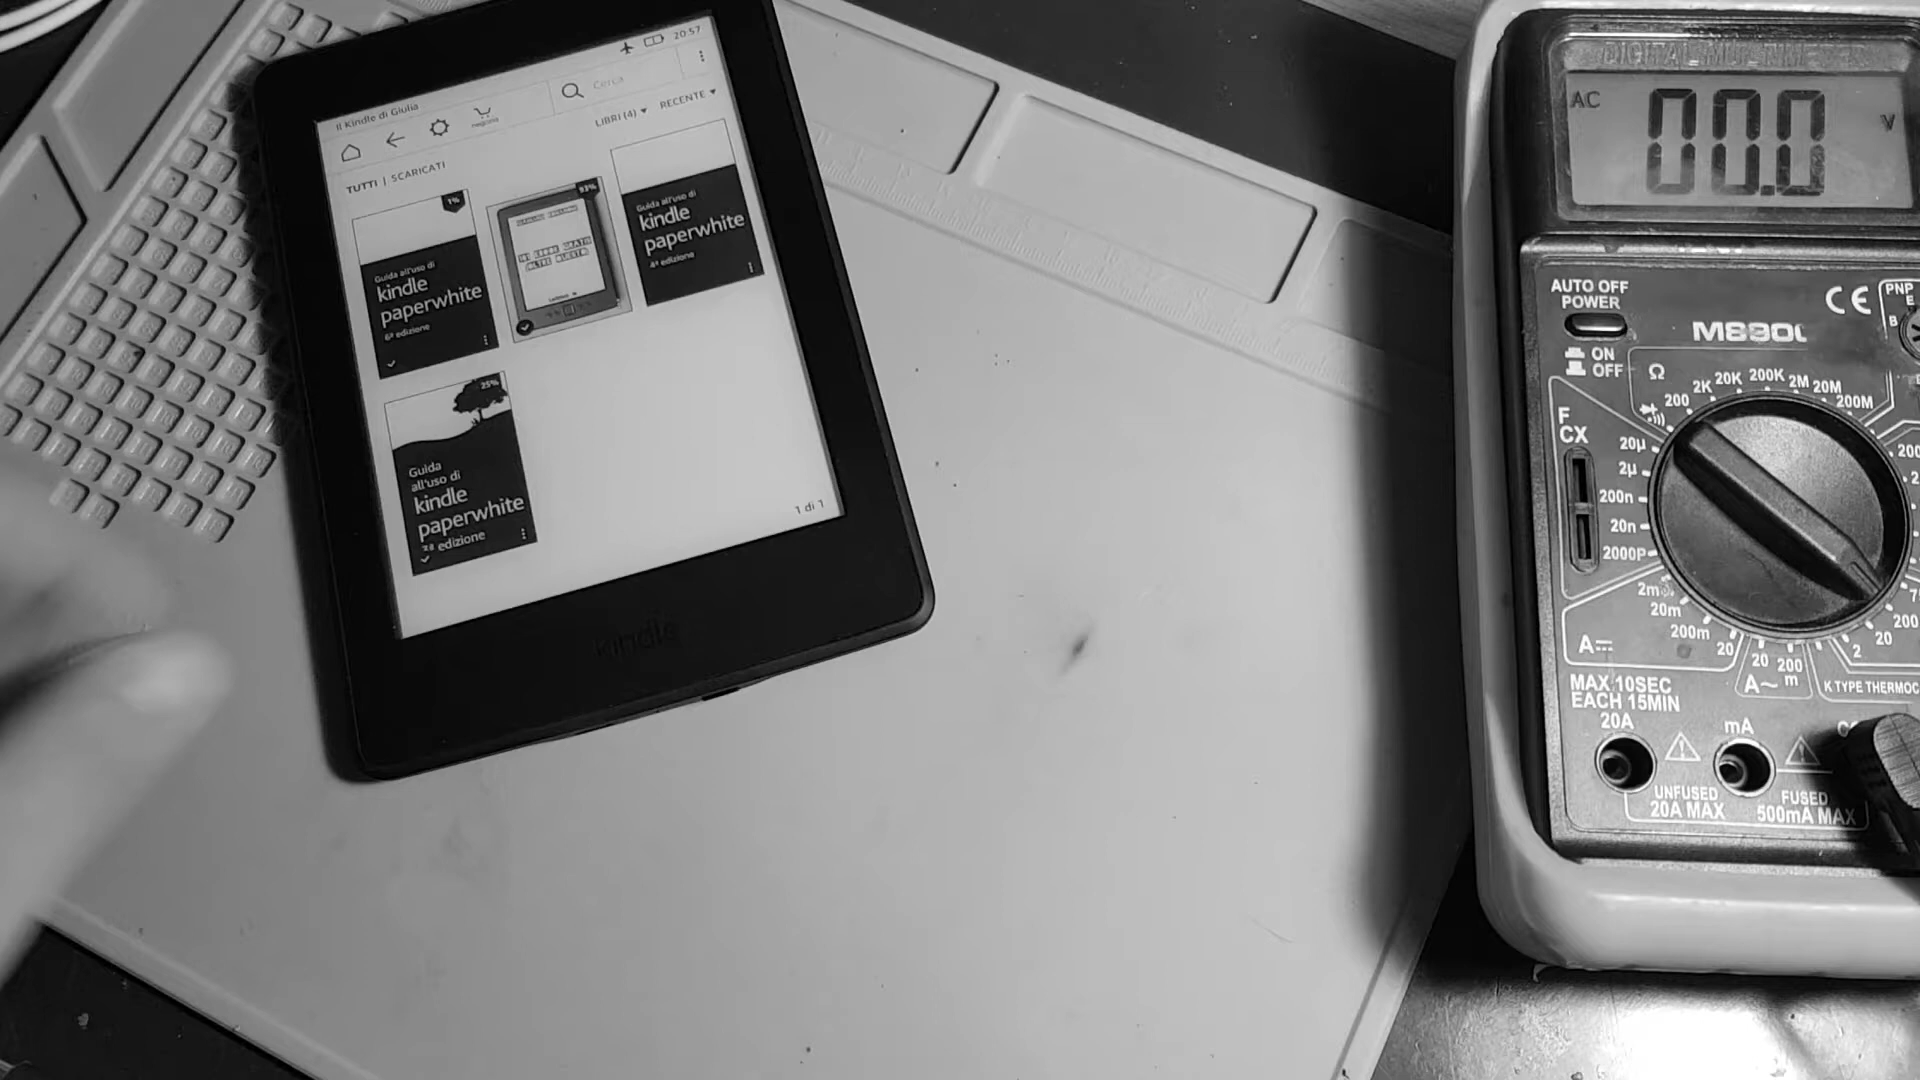 20:57
Il Kindle di Giulia
negozio
Cerca
LIBRI (4)
RECENTE
TUTTI | SCARICATI
1%
Guida all'uso di
kindle
paperwhite
6ª edizione
93%
Guida all'uso di
kindle
paperwhite
4ª edizione
25%
Guida
all'uso di
kindle
paperwhite
edizione
1 di 1
kindle
DIGITAL MULTIMETER
AC
00.0
V
AUTO OFF
POWER
ON
OFF
CE
PNP
E
B
Ω
200
2K
20K
200K
2M
20M
200M
F
CX
20µ
2µ
200n
20n
2000P
2m
20m
200m
20
A
20
200
m
A~
2
20
200
K TYPE THERMOC
MAX 10SEC
EACH 15MIN
20A
mA
UNFUSED
20A MAX
FUSED
500mA MAX